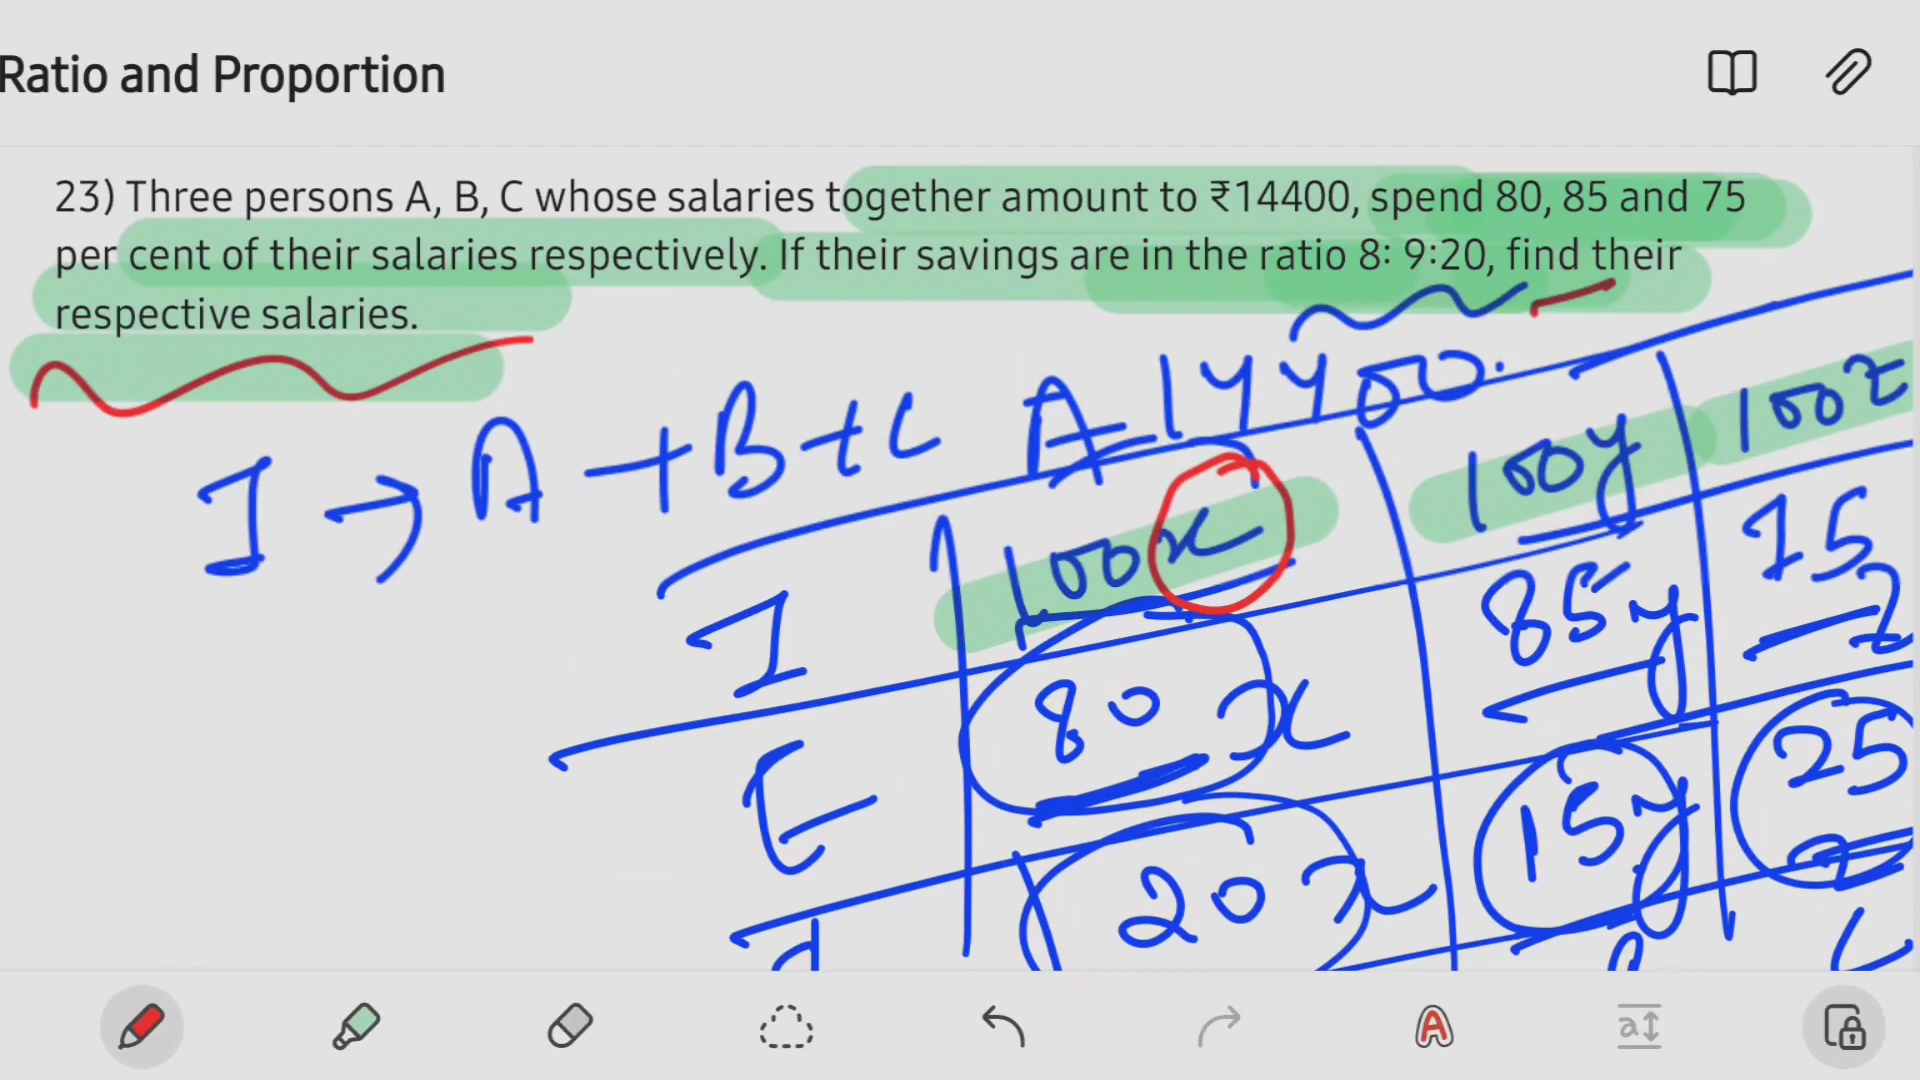 Ratio and Proportion
23) Three persons A, B, C whose salaries together amount to ₹14400, spend 80, 85 and 75
per cent of their salaries respectively. If their savings are in the ratio 8: 9:20, find their
respective salaries.
I → A + B + C = 14400.
A
I 100x 100y 100z
E 80x 85y 75z
20x 15y 25z
A
a